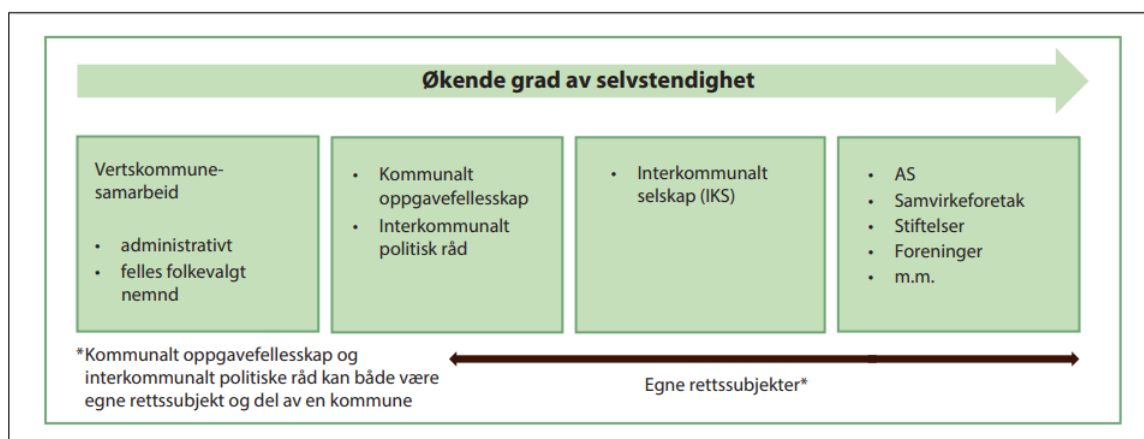 Økende grad av selvstendighet
Vertskommune-
samarbeid
• administrativt
• felles folkevalgt
nemnd
• Kommunalt
oppgavefellesskap
• Interkommunalt
politisk råd
• Interkommunalt
selskap (IKS)
• AS
• Samvirkeforetak
• Stiftelser
• Foreninger
• m.m.
*Kommunalt oppgavefellesskap og
interkommunalt politiske råd kan både være
egne rettssubjekt og del av en kommune
Egne rettssubjekter*